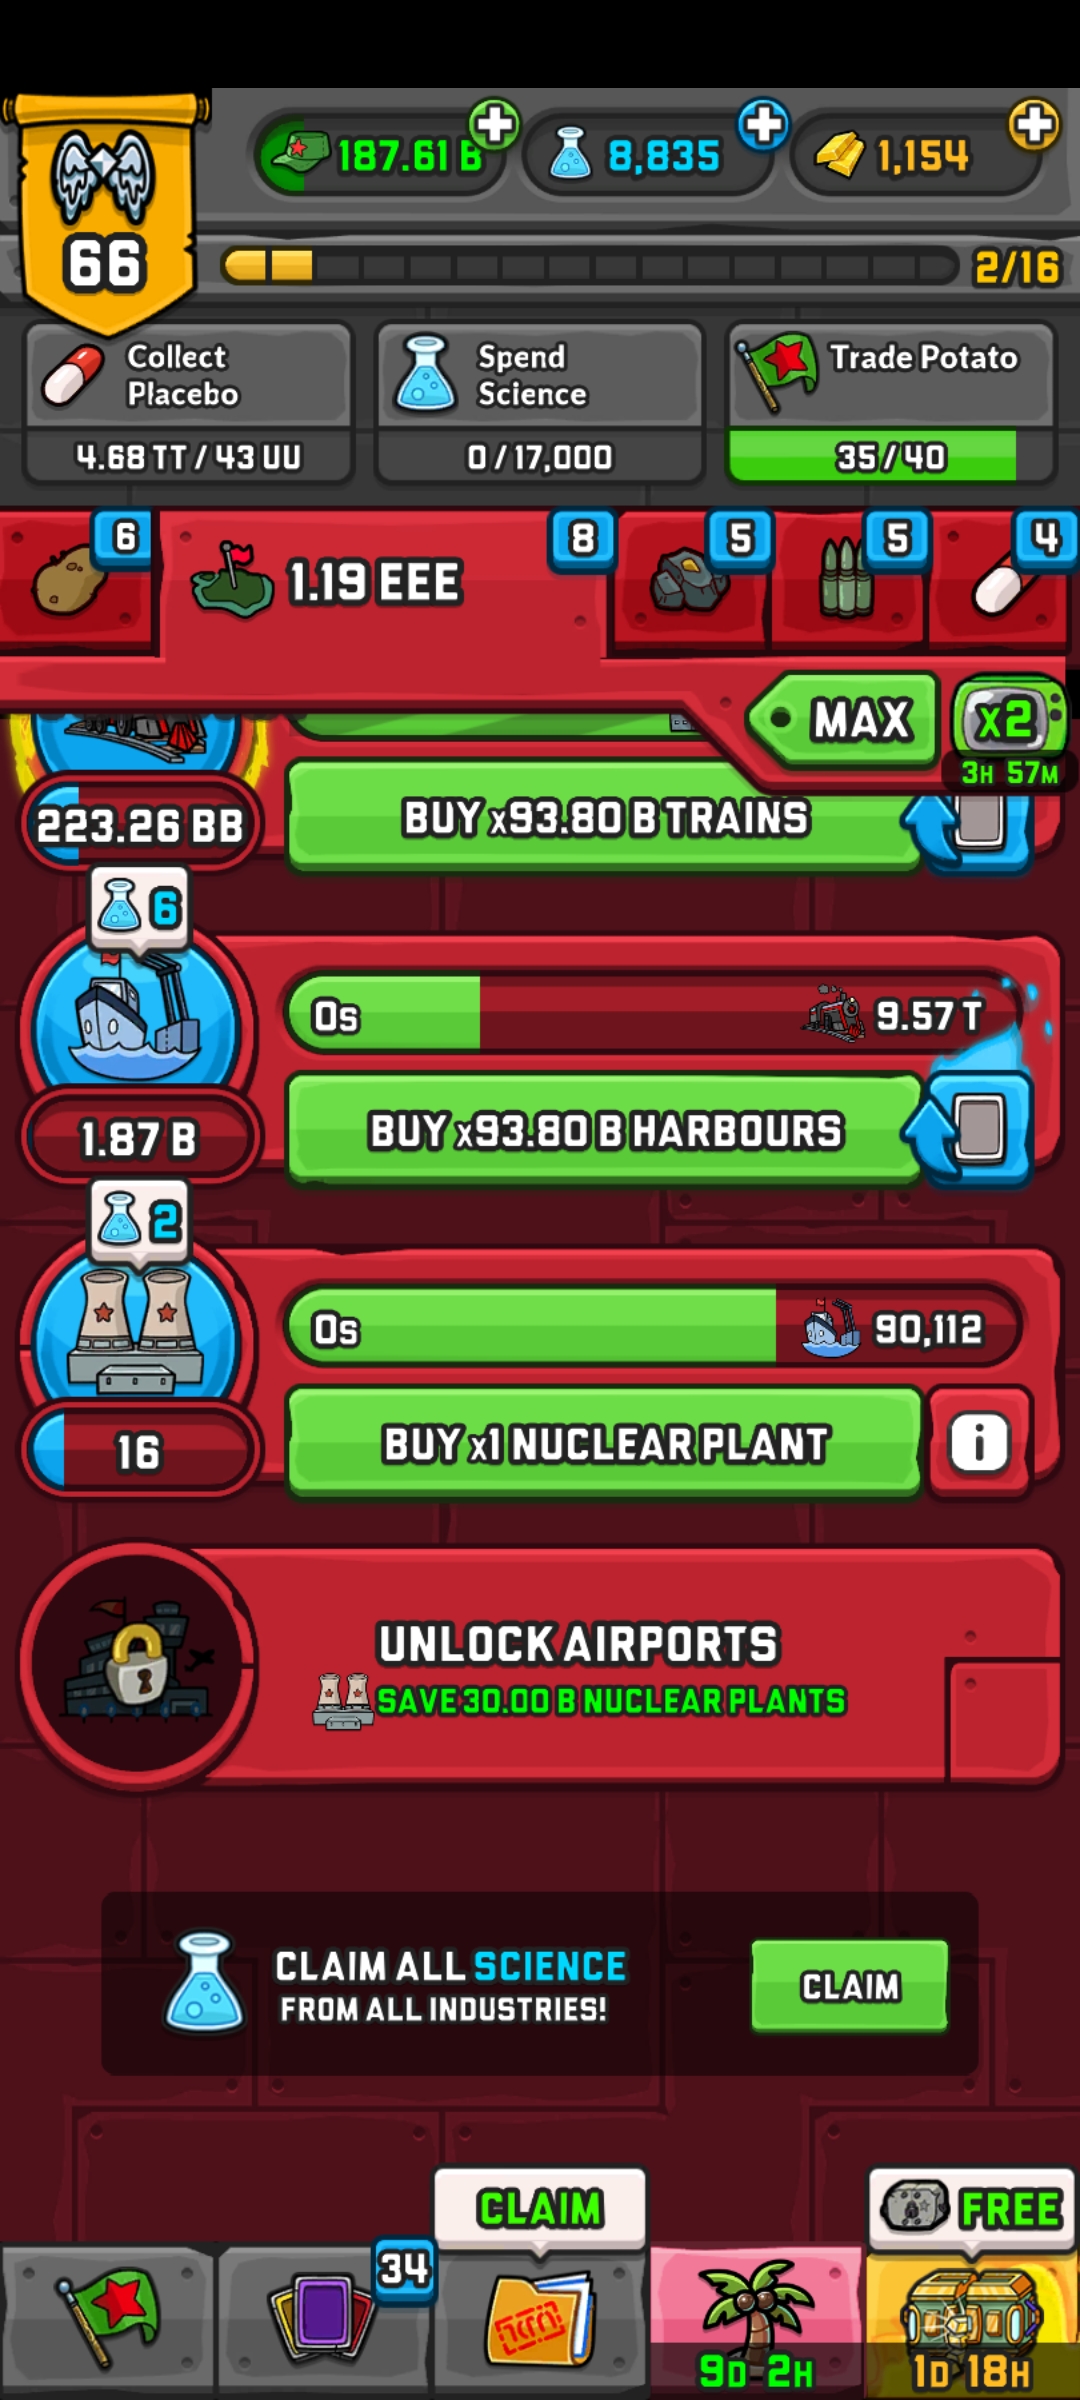 187.61 B
8,835
1,154
66
2/16
Collect
Placebo
4.68 TT / 43 UU
Spend
Science
0 / 17,000
Trade Potato
35 / 40
6
1.19 EEE
8
5
5
4
MAX
x2
3H 57M
223.26 BB
BUY x93.80 B TRAINS
6
0s
9.57 T
1.87 B
BUY x93.80 B HARBOURS
2
0s
90,112
16
BUY x1 NUCLEAR PLANT
i
UNLOCK AIRPORTS
SAVE 30.00 B NUCLEAR PLANTS
CLAIM ALL SCIENCE
FROM ALL INDUSTRIES!
CLAIM
CLAIM
FREE
34
9D 2H
1D 18H